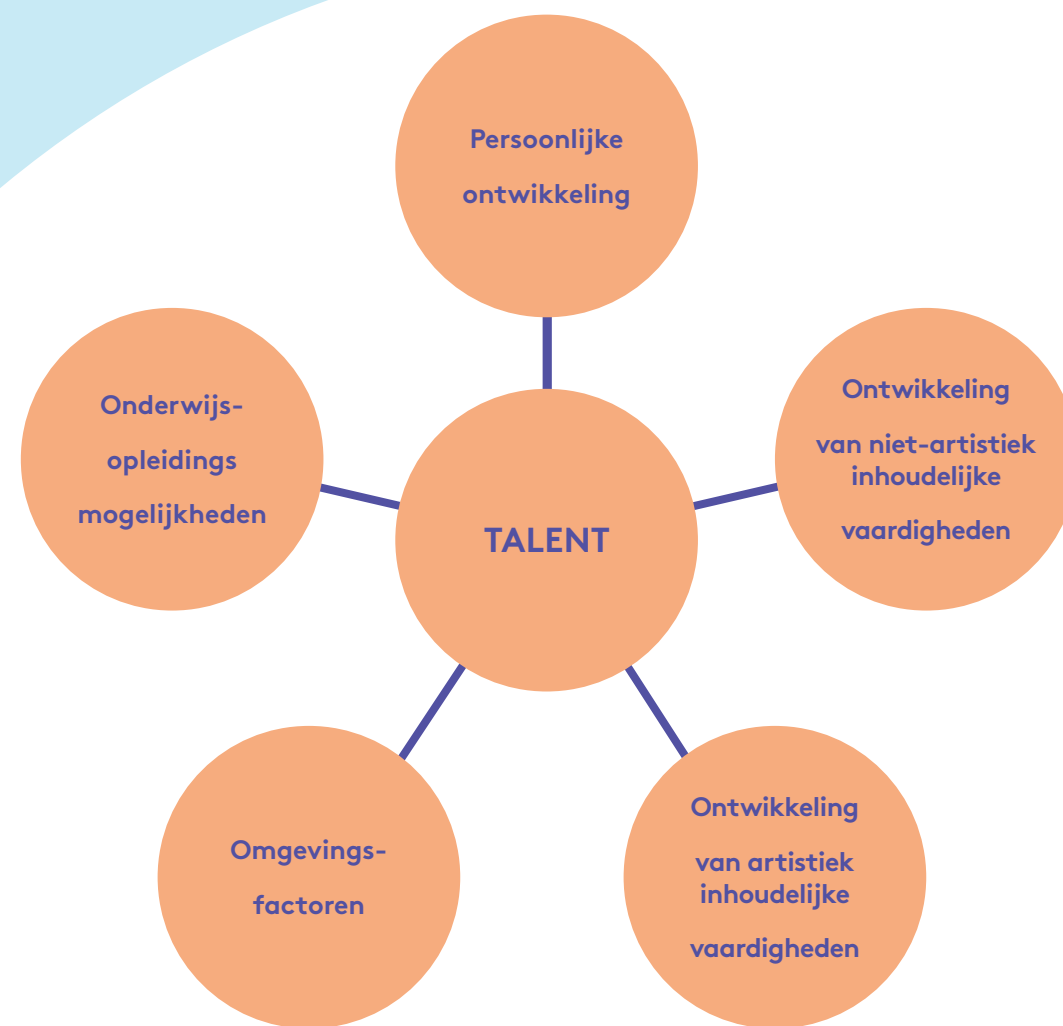 Persoonlijke
ontwikkeling
Onderwijs-
opleidings
mogelijkheden
Ontwikkeling
van niet-artistiek
inhoudelijke
vaardigheden
TALENT
Omgevings-
factoren
Ontwikkeling
van artistiek
inhoudelijke
vaardigheden